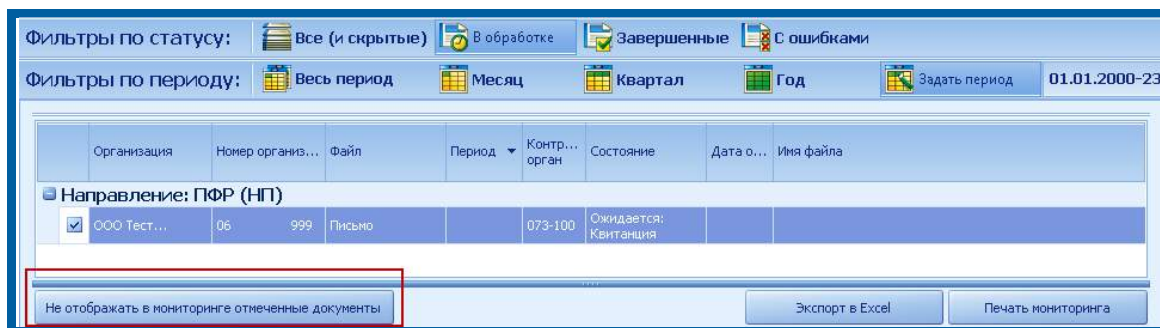 Фильтры по статусу: Все (и скрытые) В обработке Завершенные С ошибками
Фильтры по периоду: Весь период Месяц Квартал Год Задать период 01.01.2000-23
Организация Номер организ... Файл Период Контр... орган Состояние Дата о... Имя файла
Направление: ПФР (НП)
ООО Тест... 06 999 Письмо 073-100 Ожидается: Квитанция
Не отображать в мониторинге отмеченные документы Экспорт в Excel Печать мониторинга